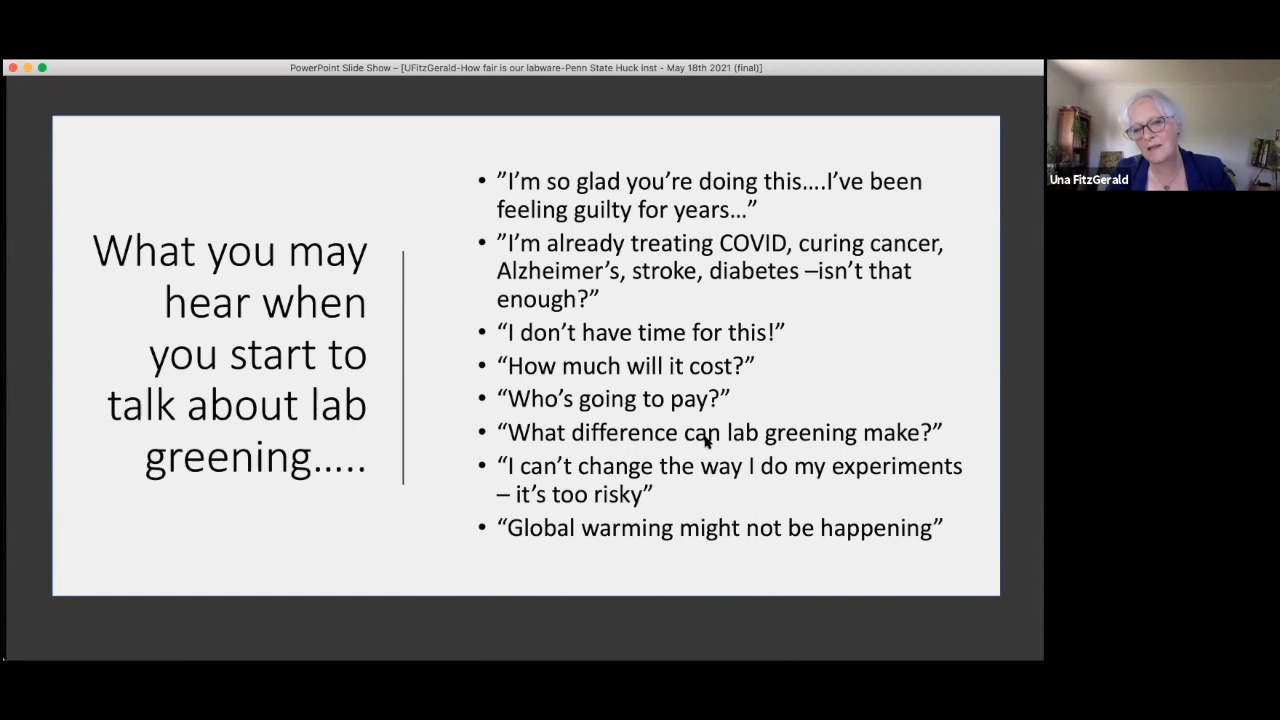 PowerPoint Slide Show – [UFitzGerald-How fair is our labware-Penn State Huck Inst - May 18th 2021 (final)]
What you may
hear when
you start to
talk about lab
greening…..
• ”I’m so glad you’re doing this….I’ve been
feeling guilty for years…”
• ”I’m already treating COVID, curing cancer,
Alzheimer’s, stroke, diabetes –isn’t that
enough?”
• “I don’t have time for this!”
• “How much will it cost?”
• “Who’s going to pay?”
• “What difference can lab greening make?”
• “I can’t change the way I do my experiments
– it’s too risky”
• “Global warming might not be happening”
Una FitzGerald